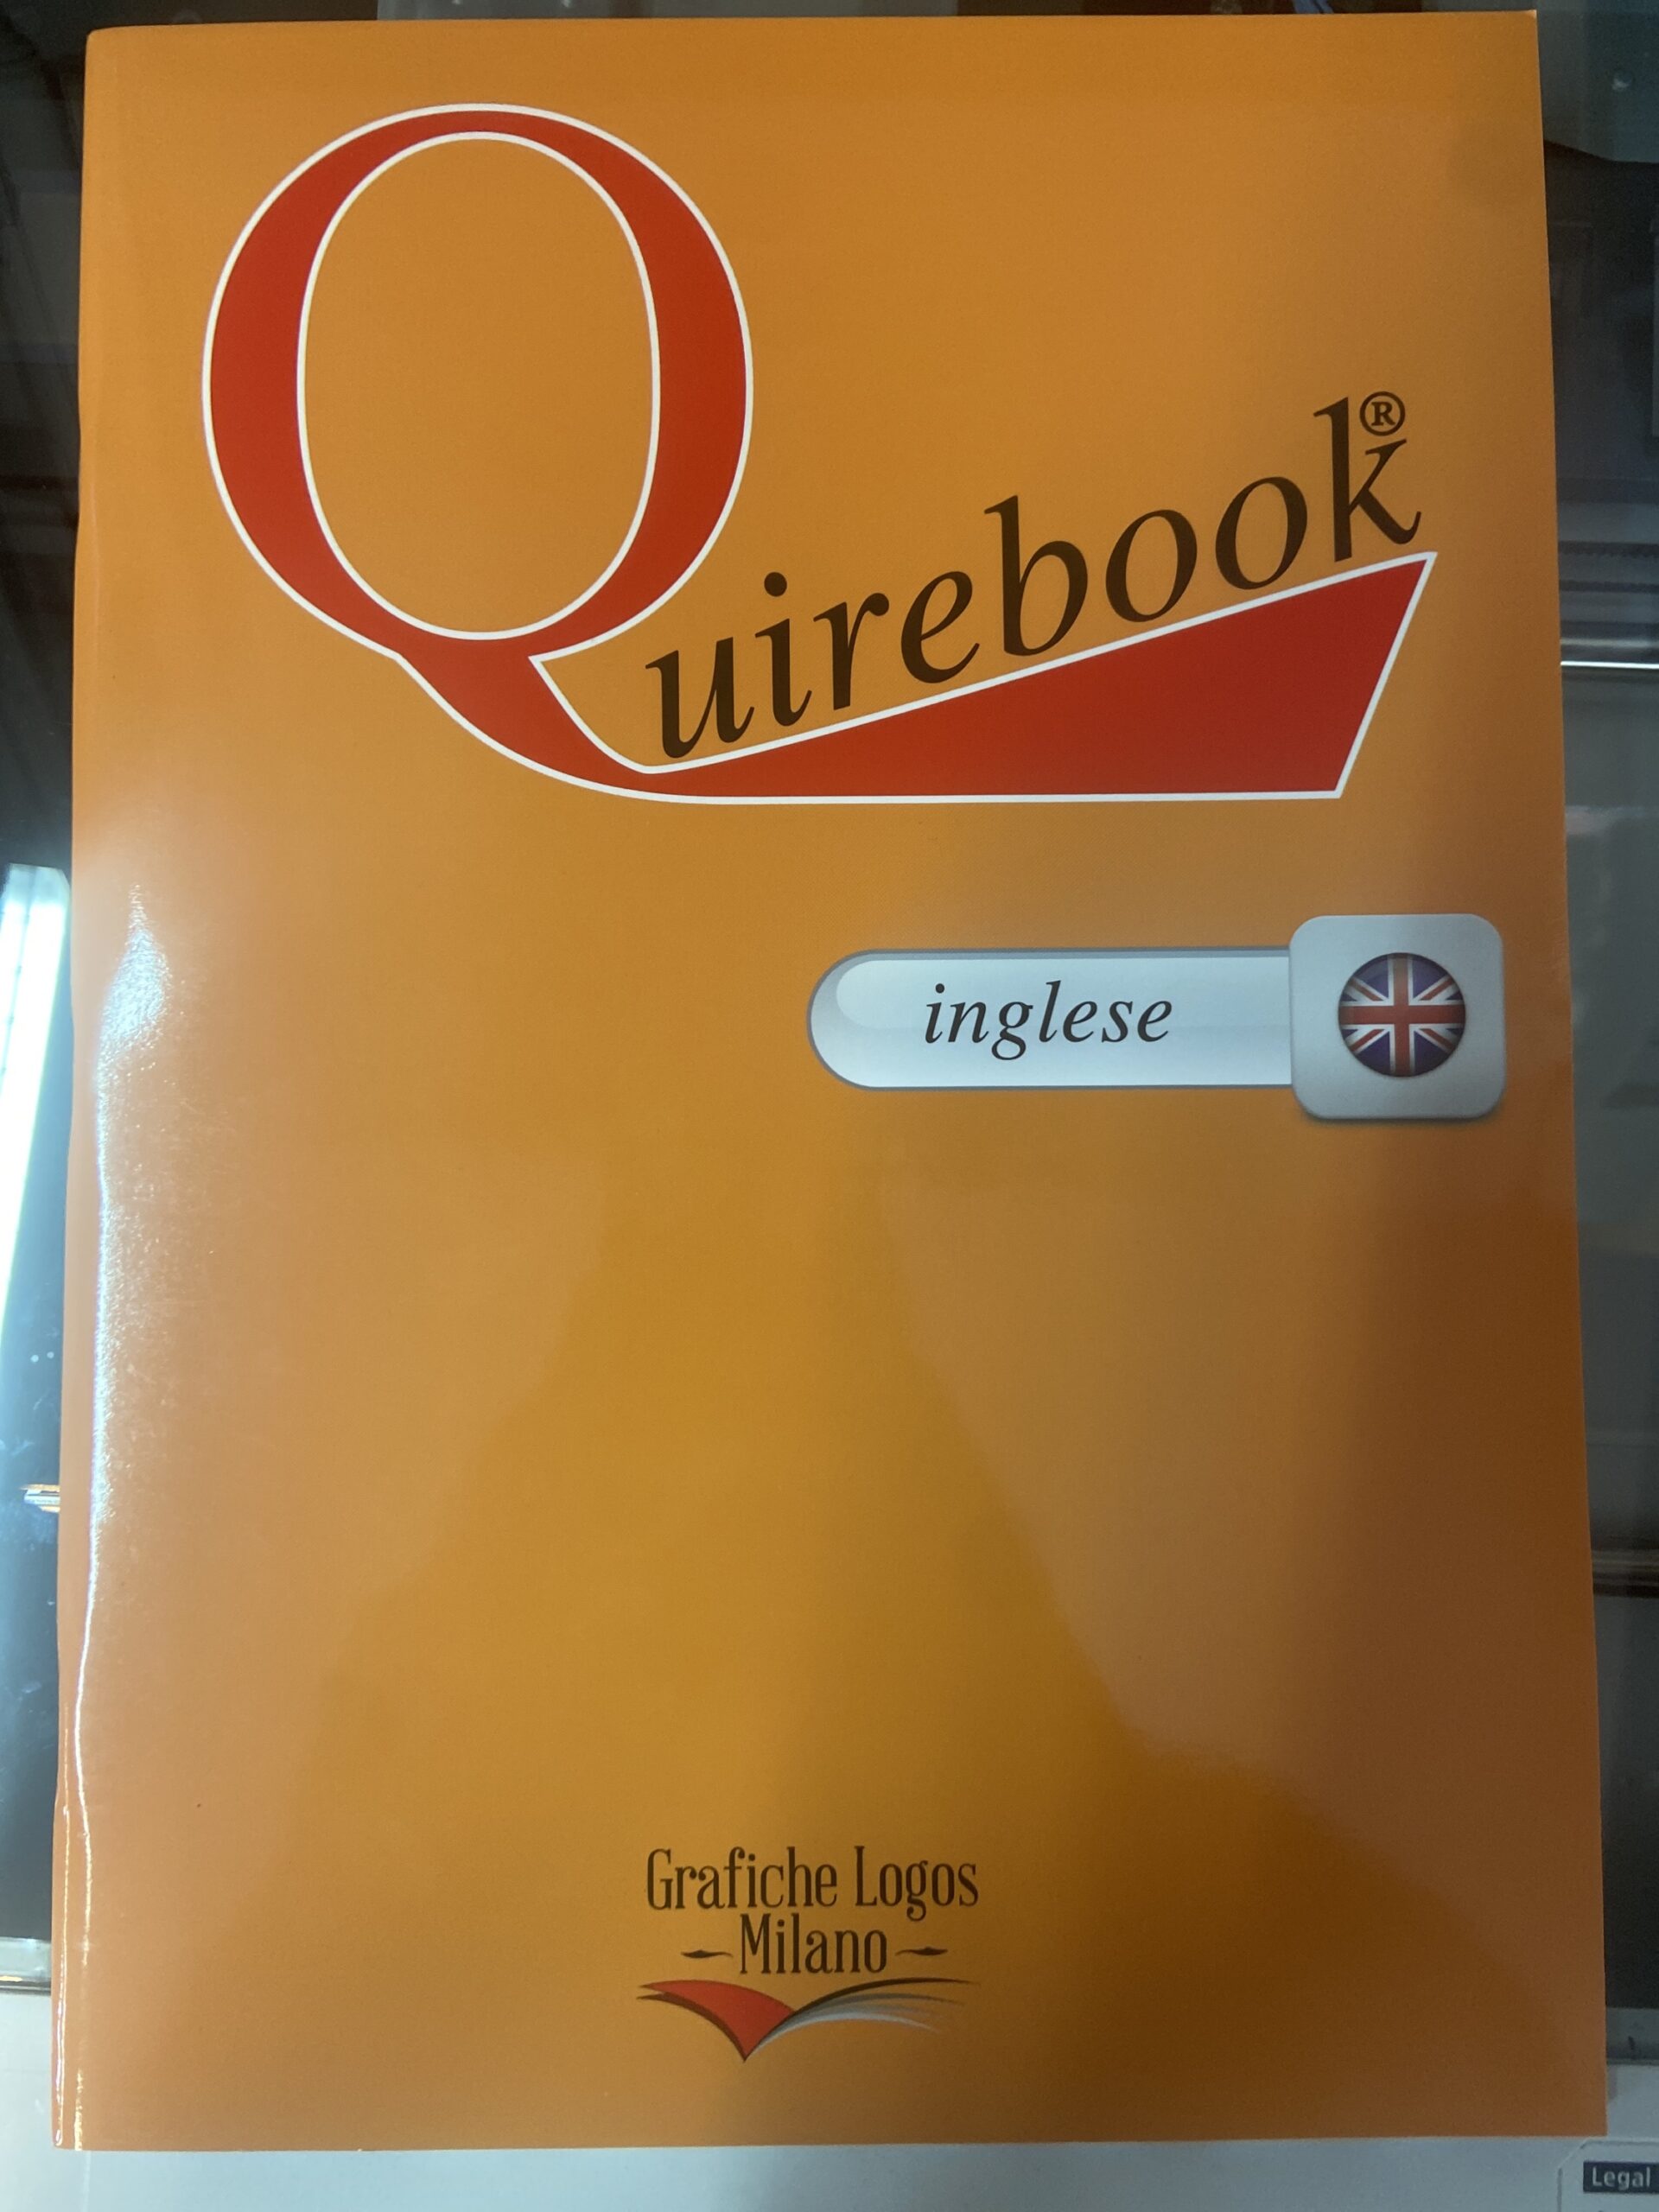 Quirebook®
inglese
Grafiche Logos
Milano
Legal